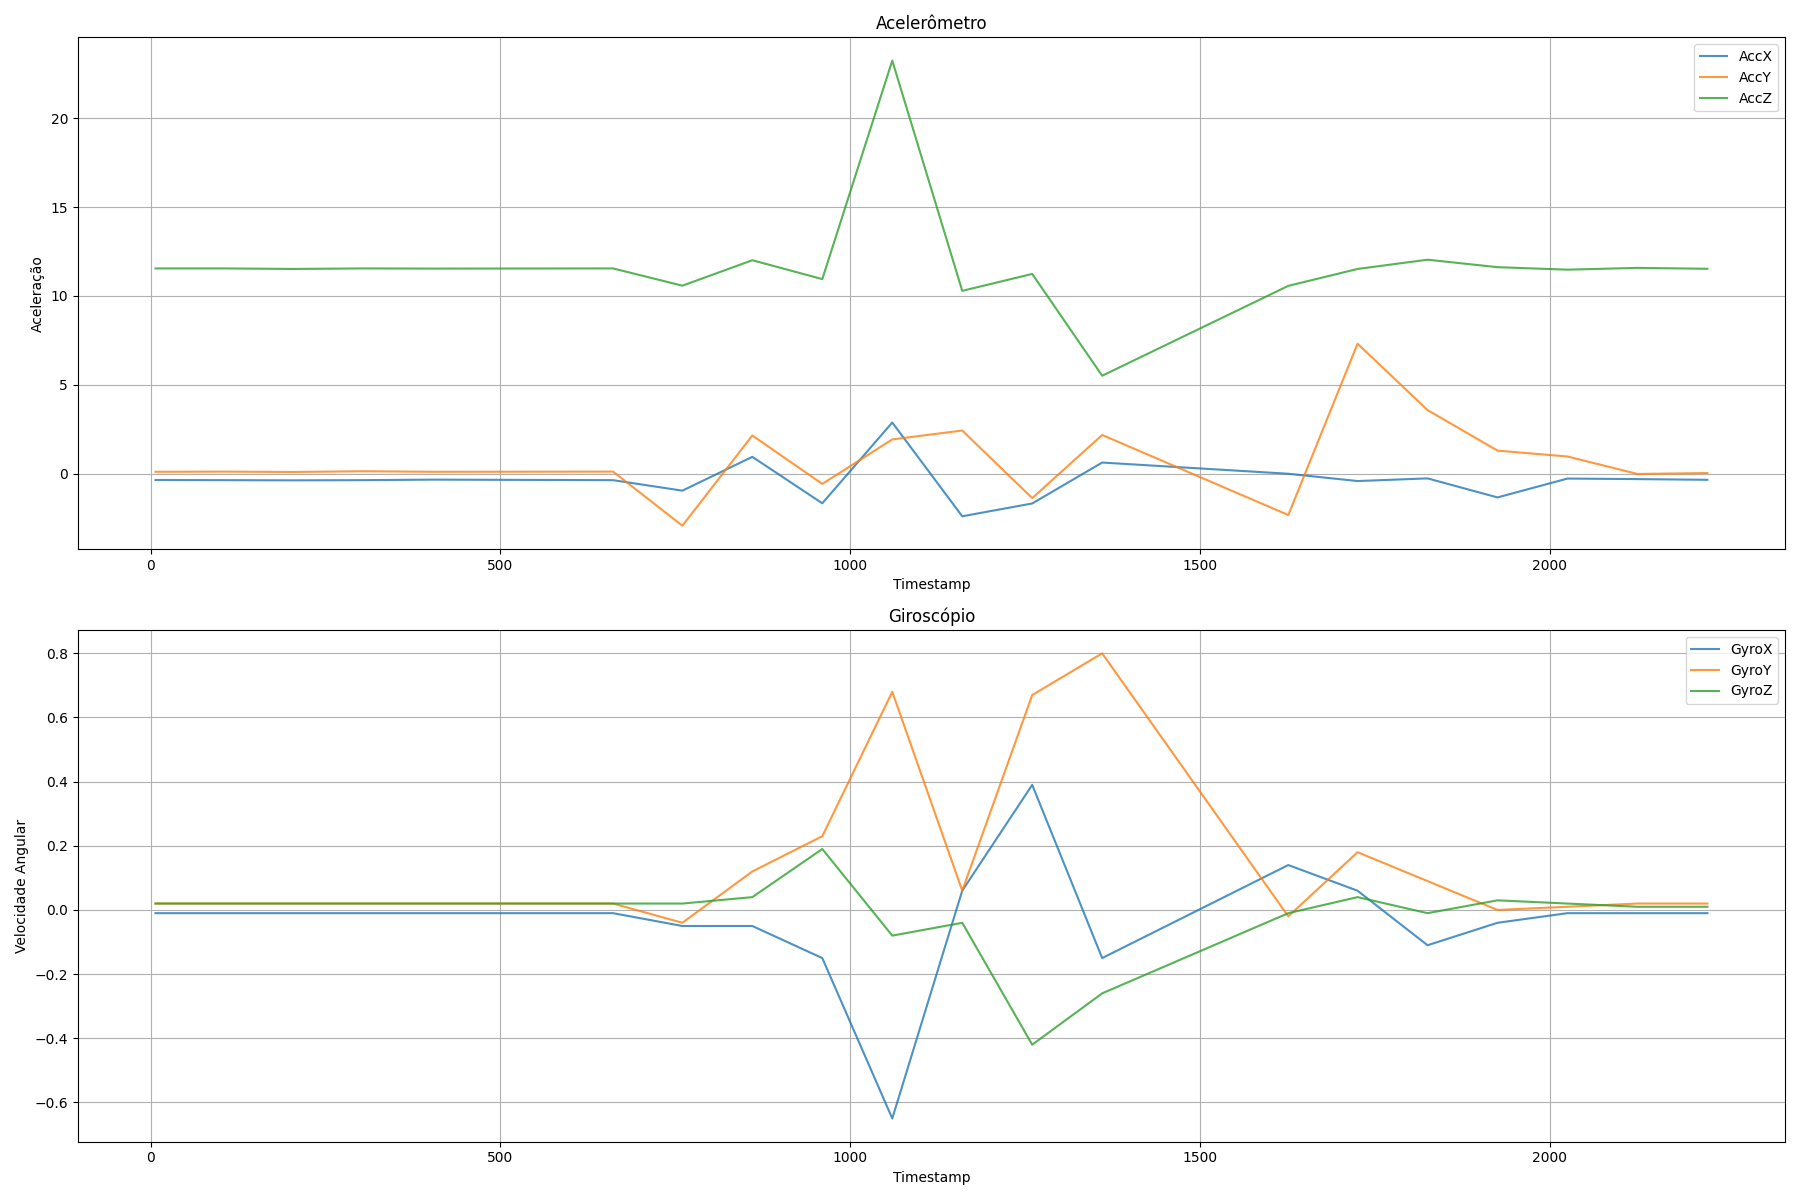 Acelerômetro
AccX
AccY
AccZ
20
15
10
5
0
Aceleração
0 500 1000 1500 2000
Timestamp
Giroscópio
GyroX
GyroY
GyroZ
0.8
0.6
0.4
0.2
0.0
−0.2
−0.4
−0.6
Velocidade Angular
0 500 1000 1500 2000
Timestamp